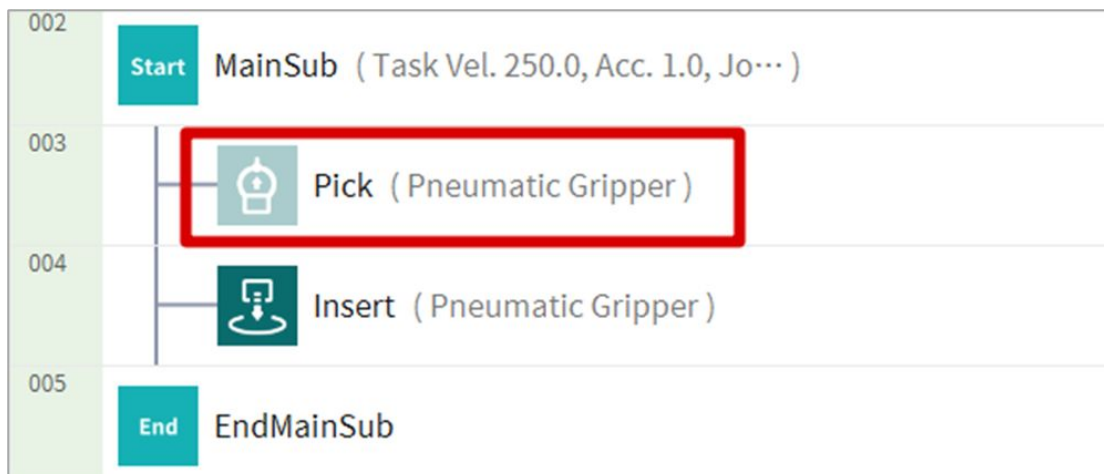 002
Start MainSub ( Task Vel. 250.0, Acc. 1.0, Jo··· )
003
Pick ( Pneumatic Gripper )
004
Insert ( Pneumatic Gripper )
005
End EndMainSub